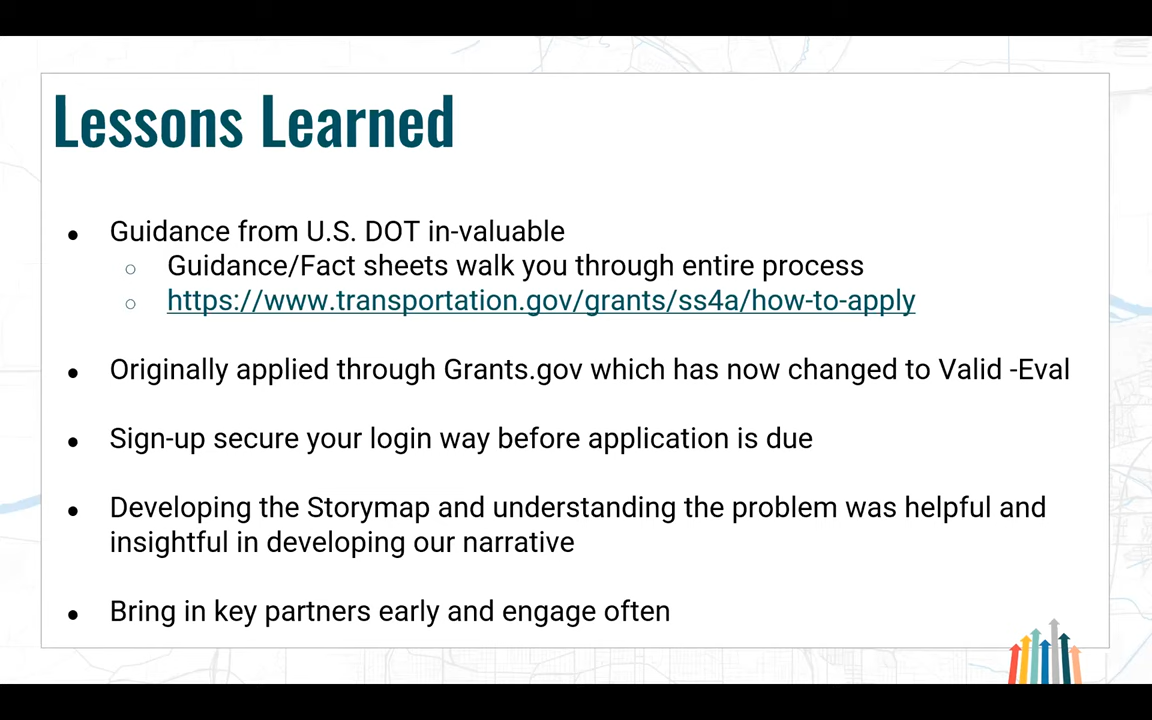 Lessons Learned
● Guidance from U.S. DOT in-valuable
○ Guidance/Fact sheets walk you through entire process
○ https://www.transportation.gov/grants/ss4a/how-to-apply
● Originally applied through Grants.gov which has now changed to Valid -Eval
● Sign-up secure your login way before application is due
● Developing the Storymap and understanding the problem was helpful and
insightful in developing our narrative
● Bring in key partners early and engage often